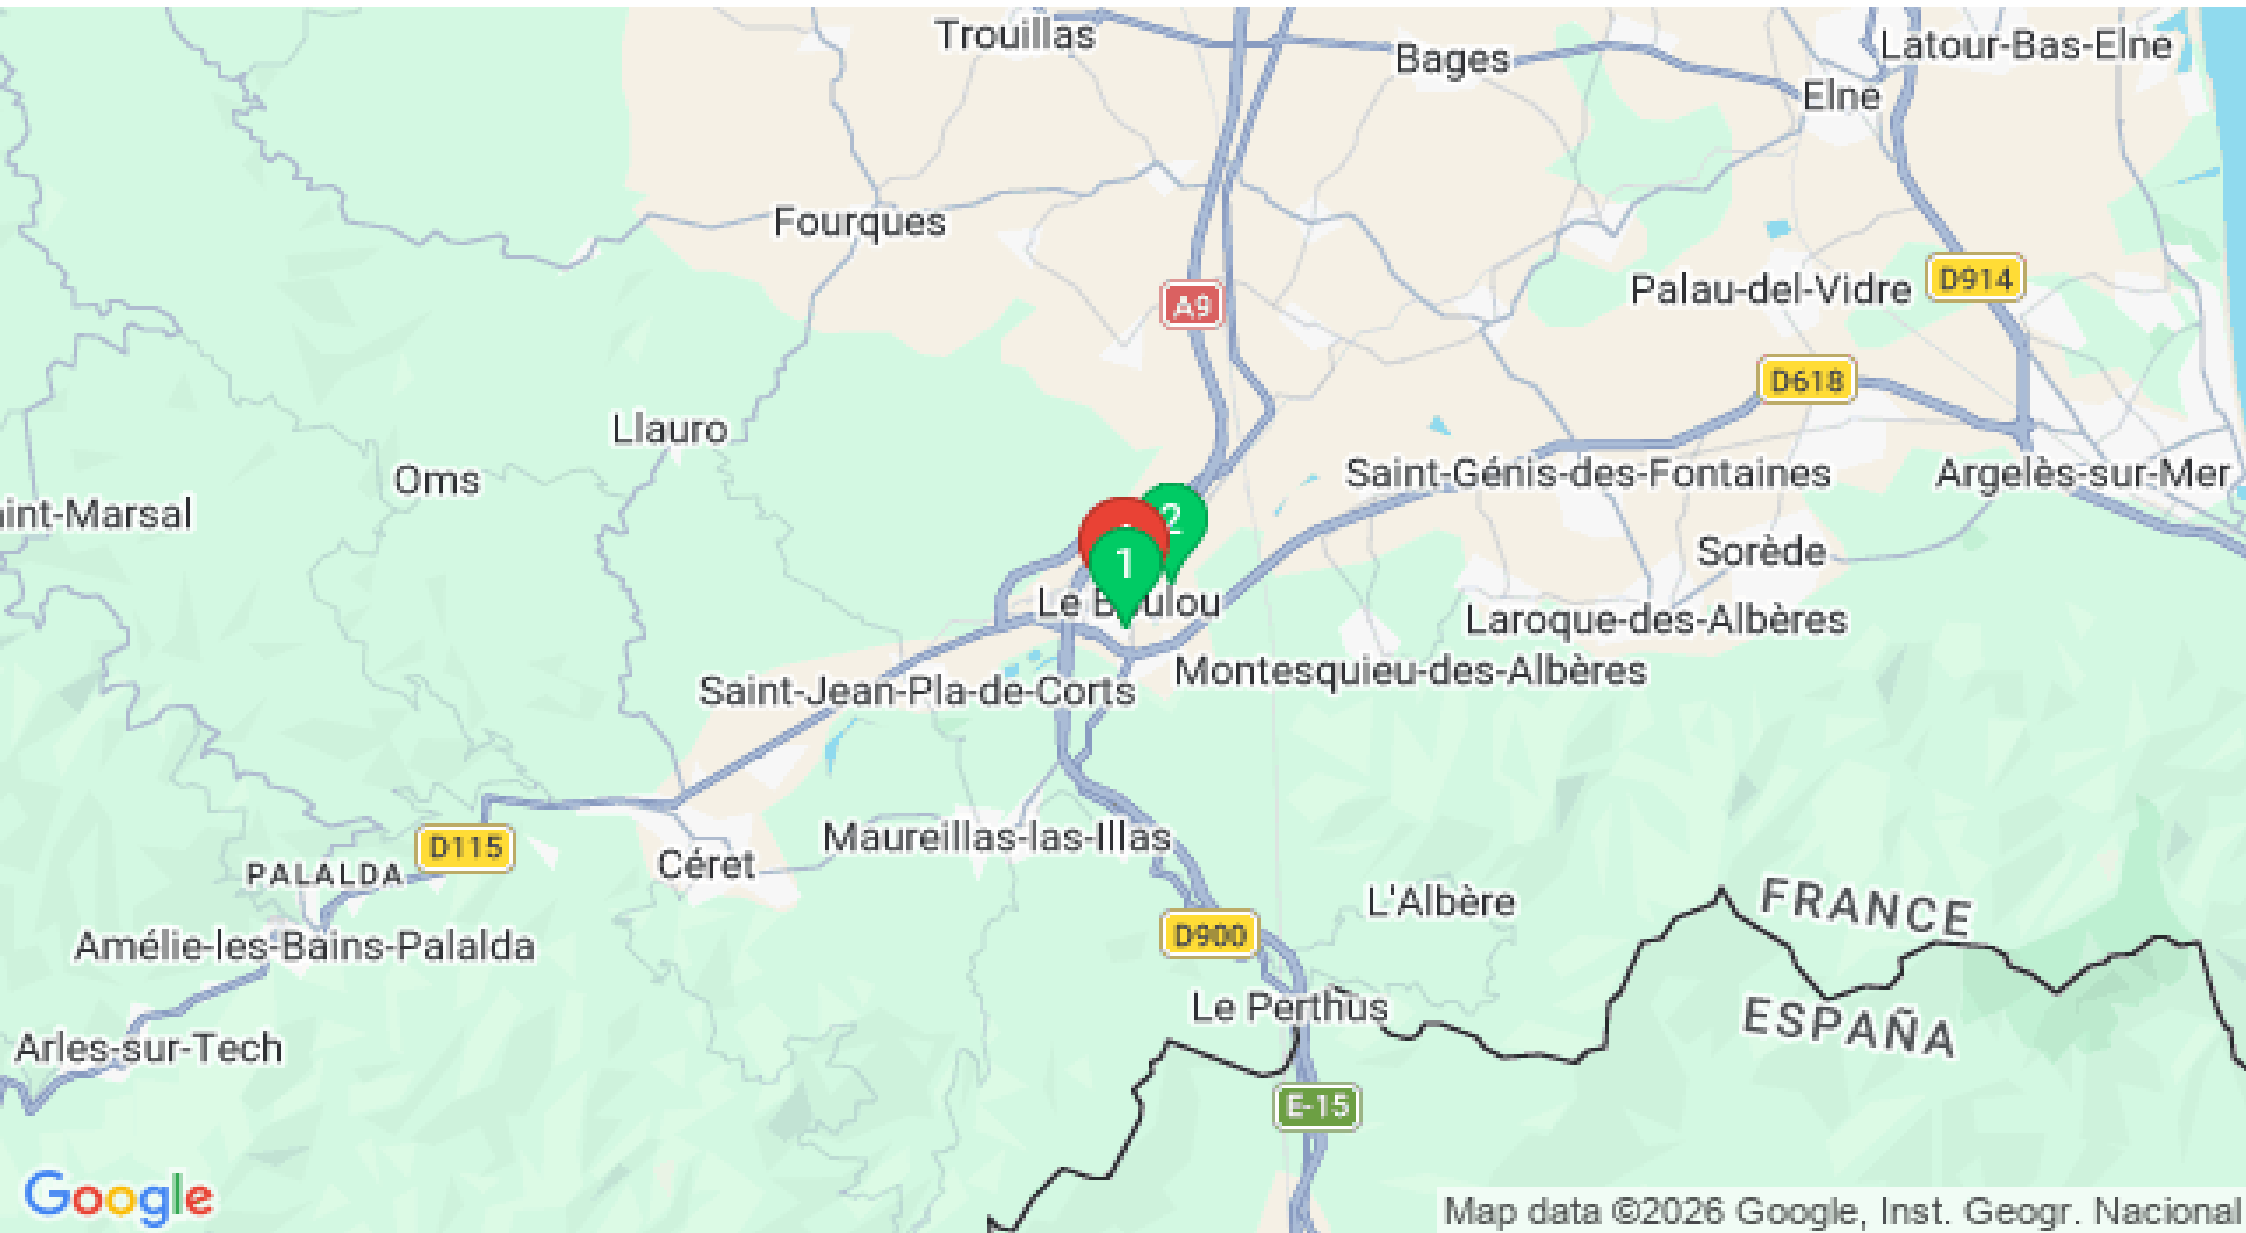 Trouillas
Bages
Latour-Bas-Elne
Elne
Fourques
A9
Palau-del-Vidre
D914
D618
Llauro
Oms
Saint-Génis-des-Fontaines
Argelès-sur-Mer
int-Marsal
2
1
Sorède
Le Boulou
Laroque-des-Albères
Montesquieu-des-Albères
Saint-Jean-Pla-de-Corts
Maureillas-las-Illas
D115
Céret
PALALDA
L'Albère
FRANCE
D900
Amélie-les-Bains-Palalda
Le Perthus
ESPAÑA
Arles-sur-Tech
E-15
Google
Map data ©2026 Google, Inst. Geogr. Nacional